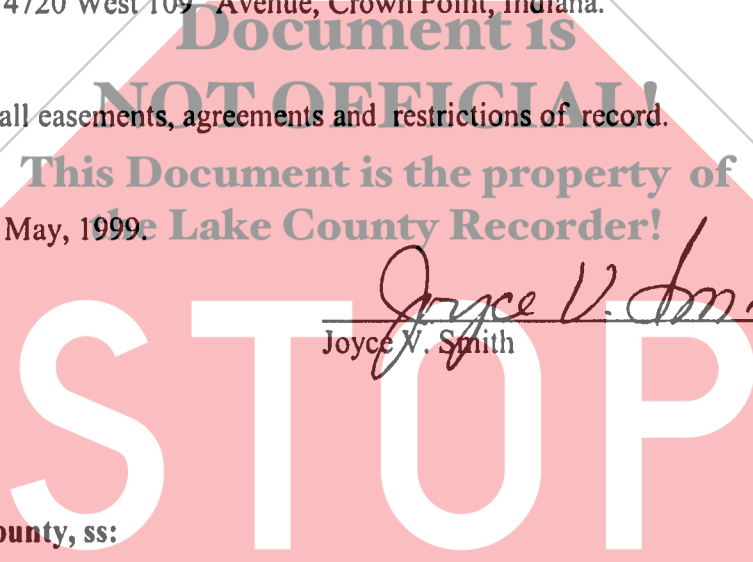 4720 West 109 Avenue, Crown Point, Indiana.
Document is
NOT OFFICIAL!
all easements, agreements and restrictions of record.
This Document is the property of
the Lake County Recorder!
May, 1999.
Joyce V. Sm
Joyce V. Smith
STOP
ounty, ss: